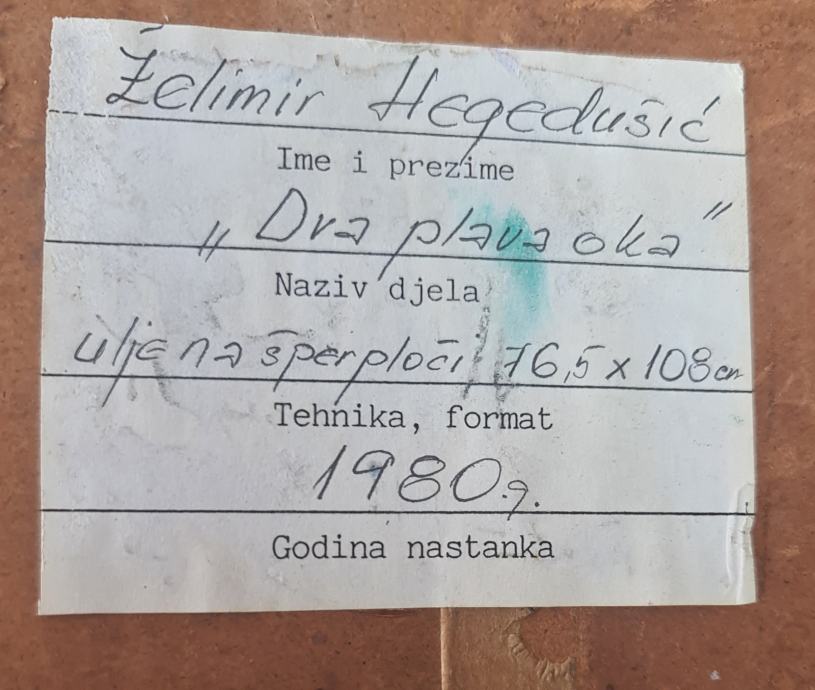 Želimir Hegedušić
Ime i prezime
„Dva plava oka”
Naziv djela
ulje na šperploči 76,5 x 108 cm
Tehnika, format
1980g.
Godina nastanka